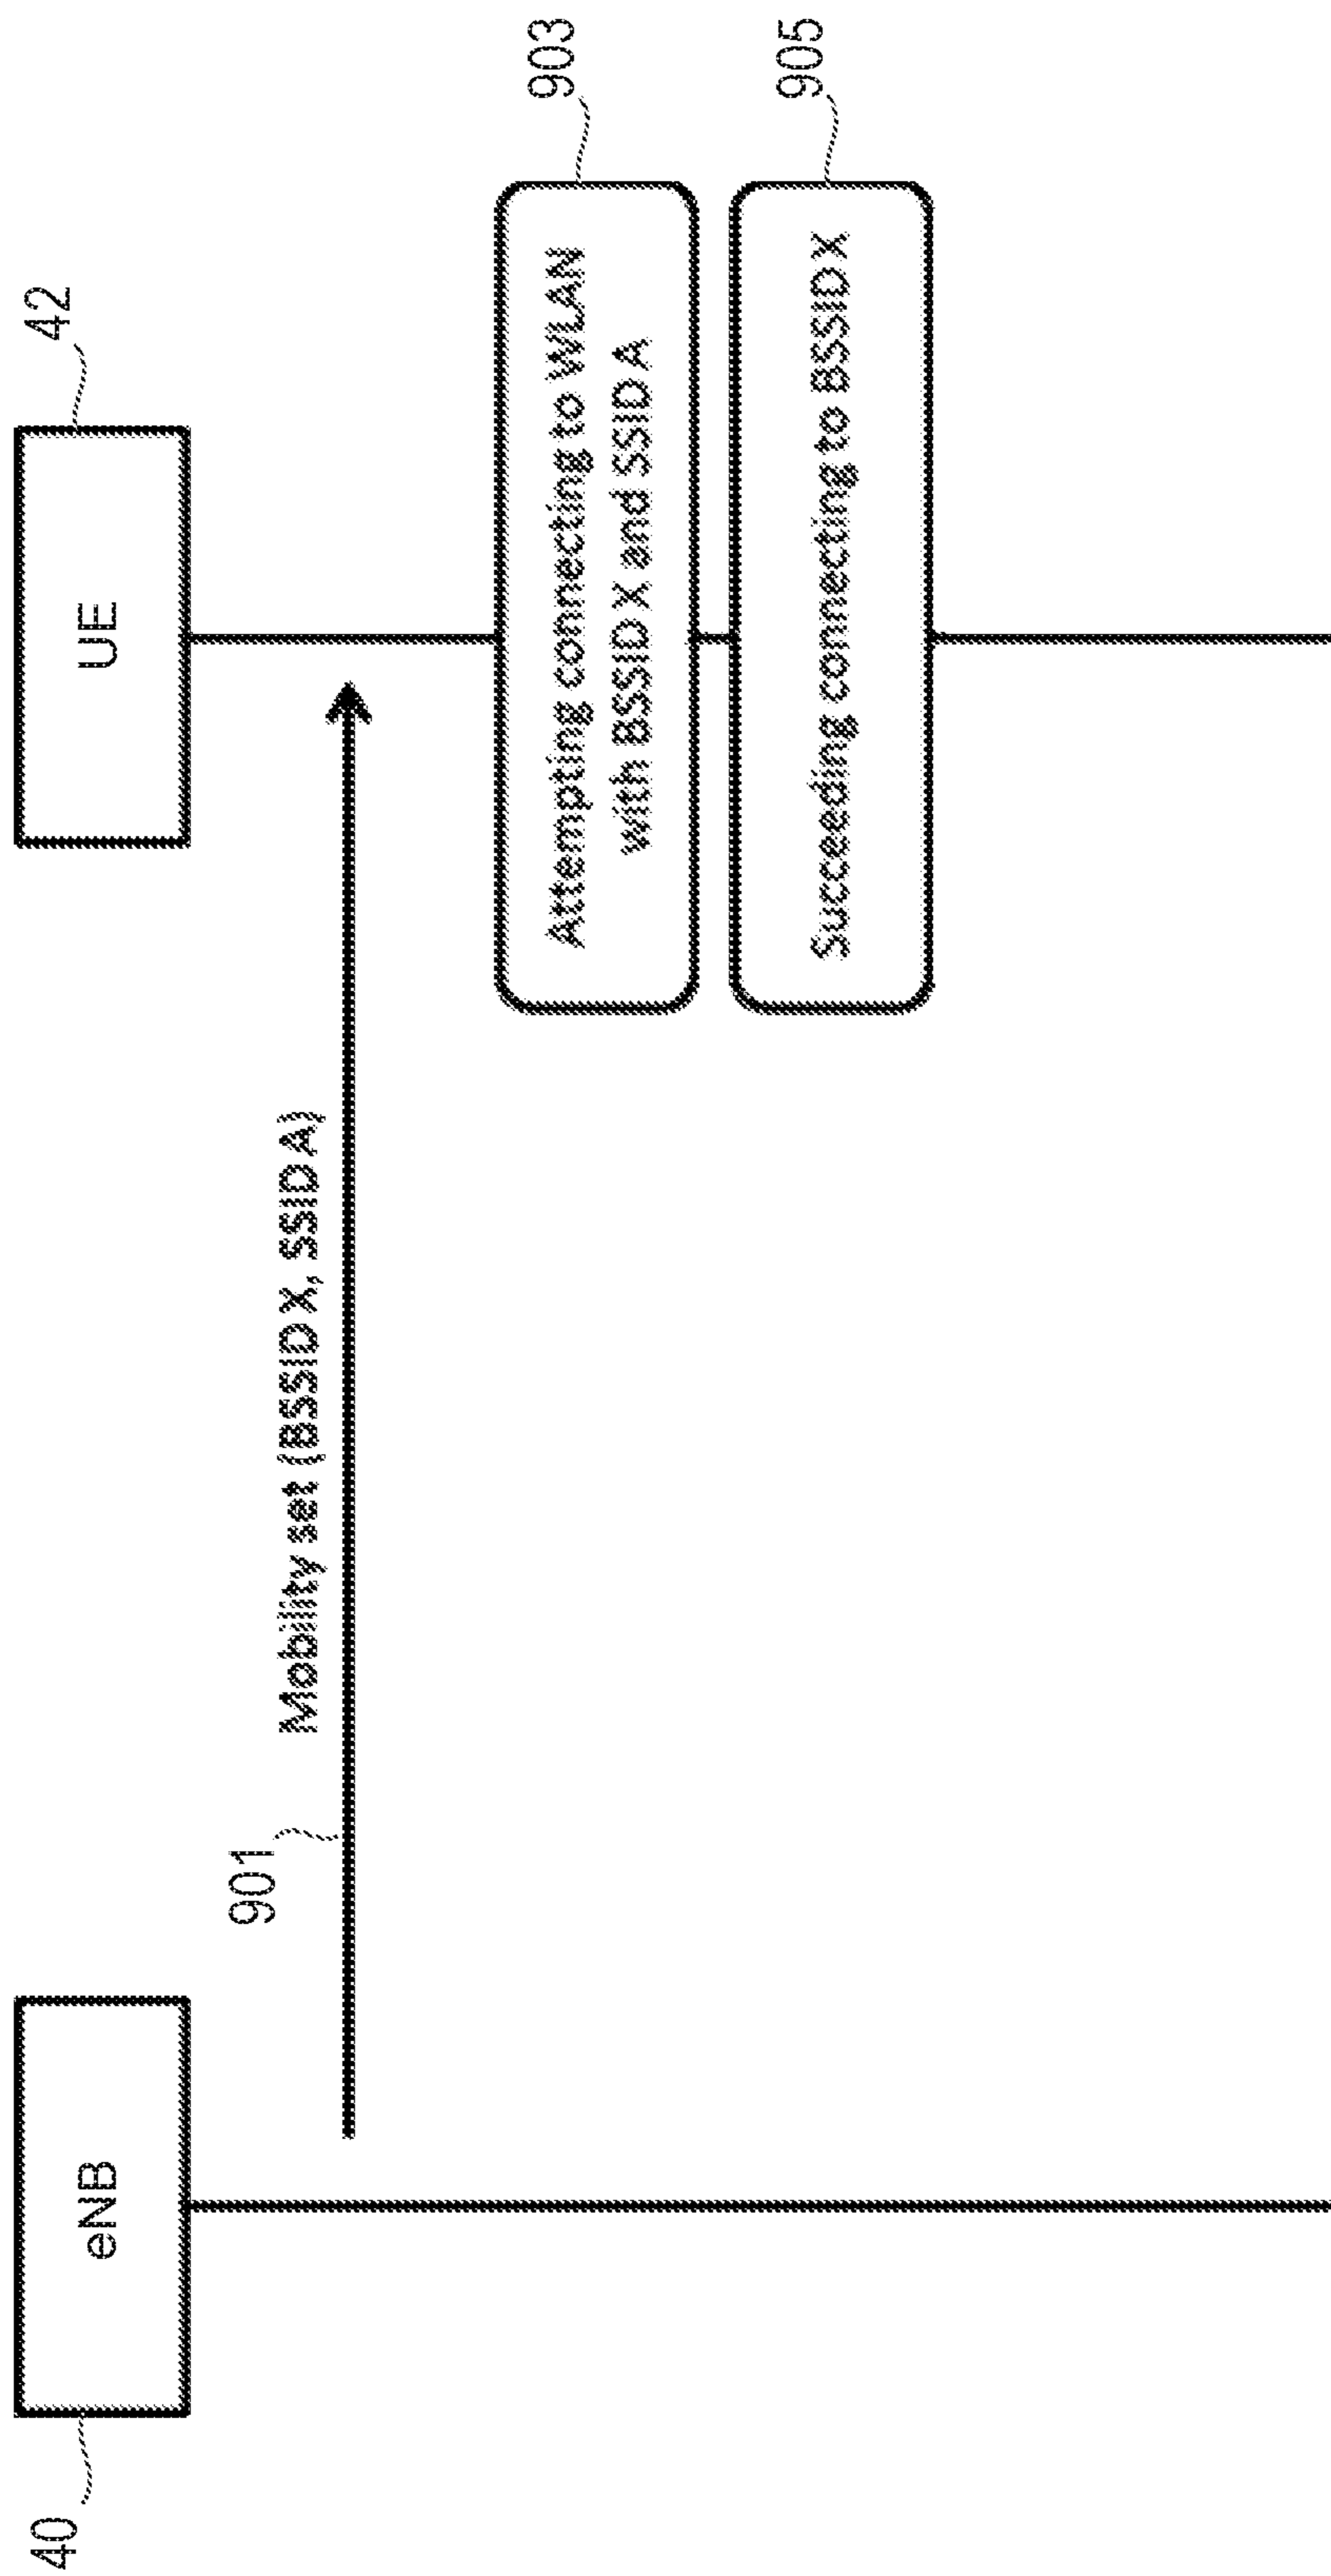 40
eNB
UE
42
901
Mobility set (BSSID X, SSID A)
Attempting connecting to WLAN
with BSSID X and SSID A
903
Succeeding connecting to BSSID X
905